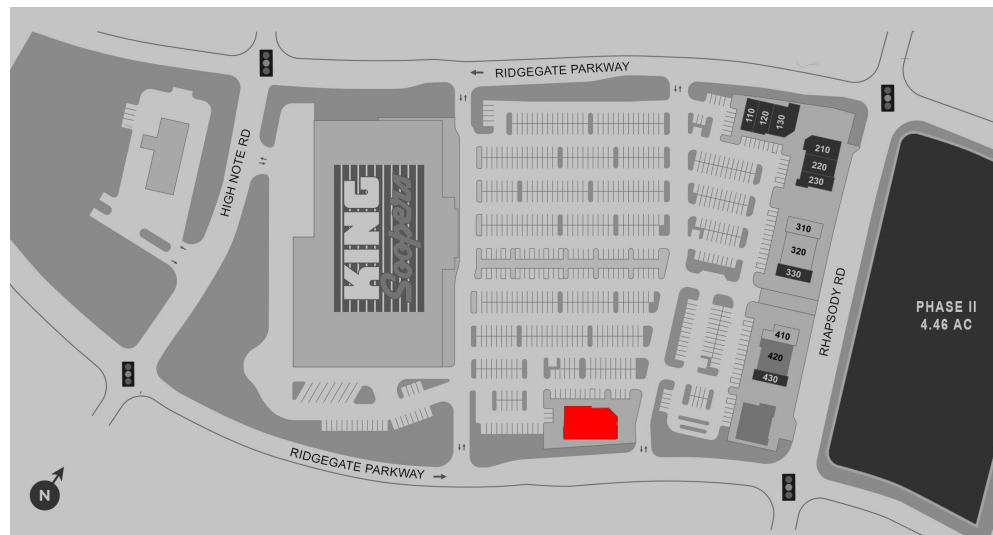 RIDGEGATE PARKWAY
110
120
130
210
220
230
HIGH NOTE RD
KING
Soopers
310
320
330
PHASE II
4.46 AC
RHAPSODY RD
410
420
430
RIDGEGATE PARKWAY
N